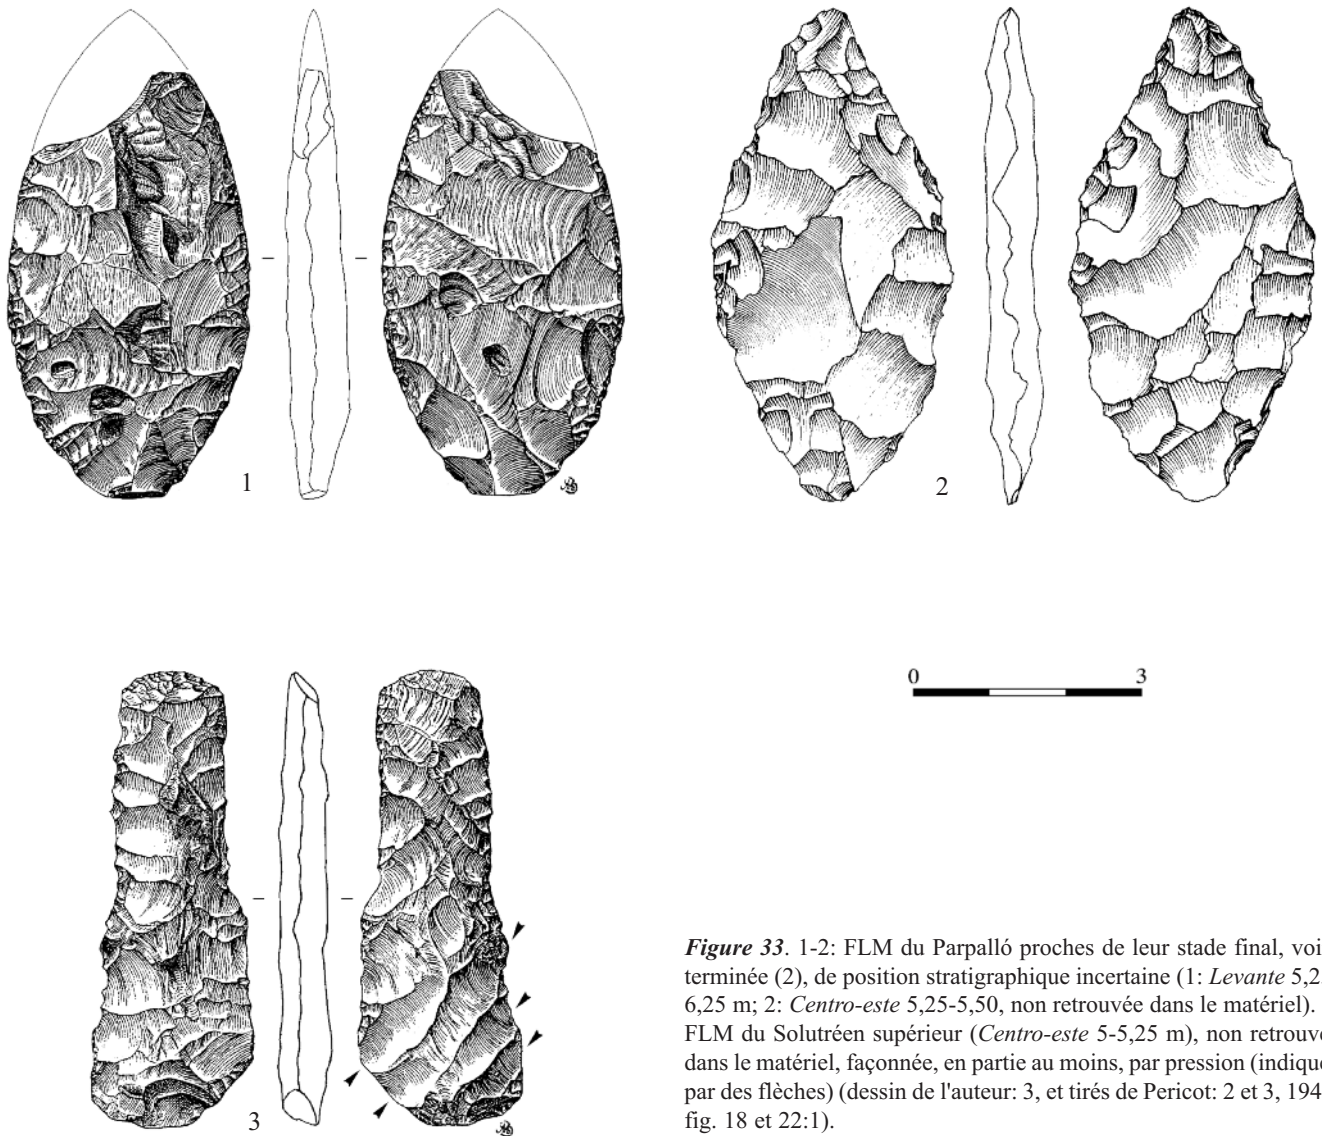 1
2
0 3
3
Figure 33. 1-2: FLM du Parpalló proches de leur stade final, voi
terminée (2), de position stratigraphique incertaine (1: Levante 5,2
6,25 m; 2: Centro-este 5,25-5,50, non retrouvée dans le matériel).
FLM du Solutréen supérieur (Centro-este 5-5,25 m), non retrouv
dans le matériel, façonnée, en partie au moins, par pression (indiqu
par des flèches) (dessin de l'auteur: 3, et tirés de Pericot: 2 et 3, 194
fig. 18 et 22:1).